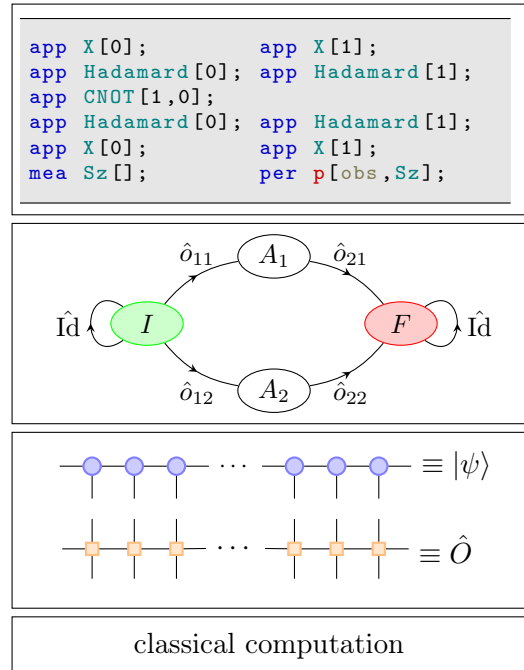 app X[0]; app X[1];
app Hadamard[0]; app Hadamard[1];
app CNOT[1,0];
app Hadamard[0]; app Hadamard[1];
app X[0]; app X[1];
mea Sz[]; per p[obs,Sz];
ô₁₁ A₁ ô₂₁
Îd I F Îd
ô₁₂ A₂ ô₂₂
··· ≡ |ψ⟩
··· ≡ Ô
classical computation